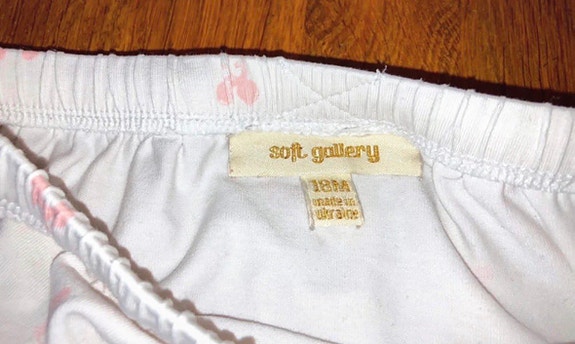 soft gallery
18M
made in
ukraine